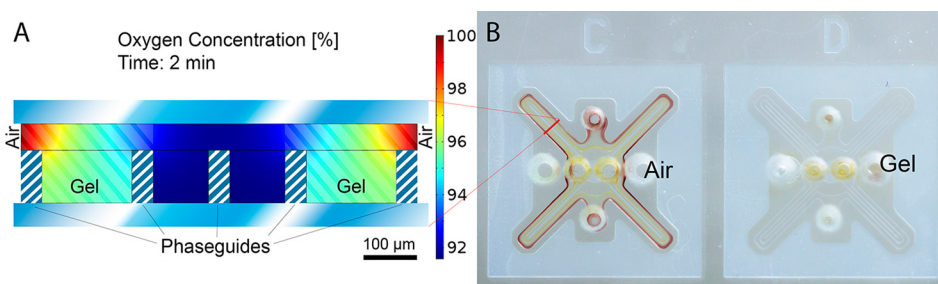 A
Oxygen Concentration [%]
Time: 2 min
Air
Gel
Gel
Air
Phaseguides
100 µm
100
98
96
94
92
B
C
D
Air
Gel